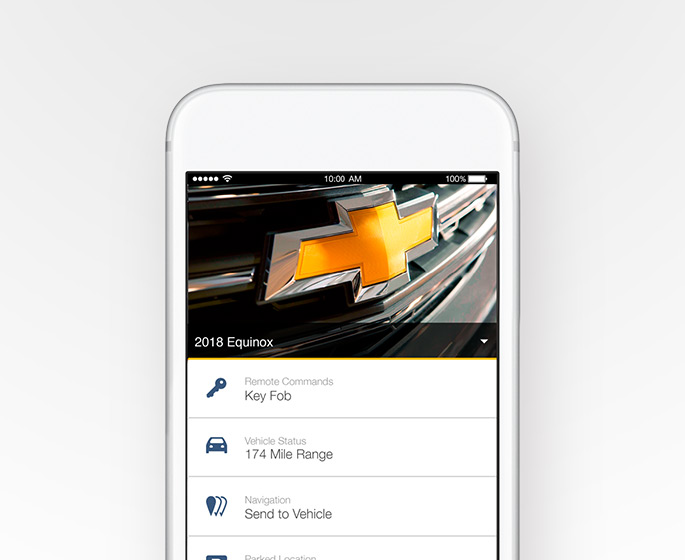 10:00 AM
100%
2018 Equinox
Remote Commands
Key Fob
Vehicle Status
174 Mile Range
Navigation
Send to Vehicle
Parked Location